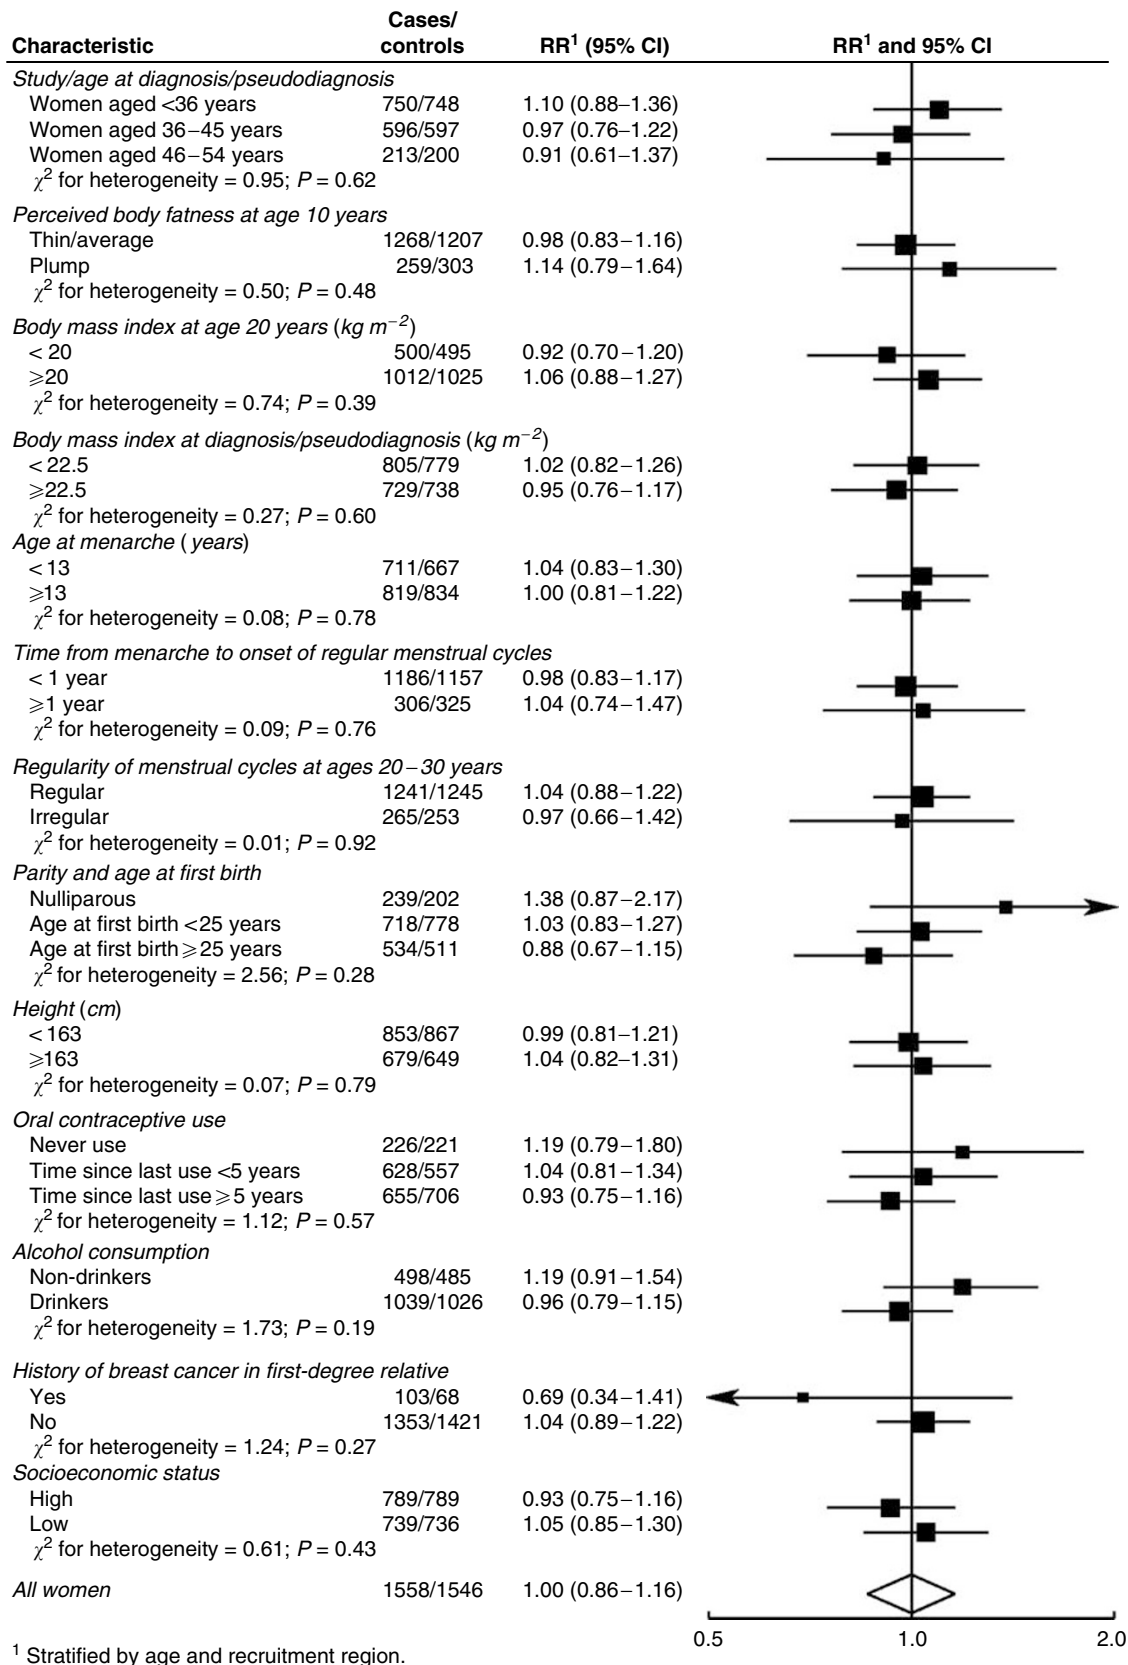 Cases/
Characteristic controls RR¹ (95% CI) RR¹ and 95% CI
Study/age at diagnosis/pseudodiagnosis
Women aged <36 years 750/748 1.10 (0.88–1.36)
Women aged 36–45 years 596/597 0.97 (0.76–1.22)
Women aged 46–54 years 213/200 0.91 (0.61–1.37)
χ² for heterogeneity = 0.95; P = 0.62
Perceived body fatness at age 10 years
Thin/average 1268/1207 0.98 (0.83–1.16)
Plump 259/303 1.14 (0.79–1.64)
χ² for heterogeneity = 0.50; P = 0.48
Body mass index at age 20 years (kg m⁻²)
< 20 500/495 0.92 (0.70–1.20)
⩾20 1012/1025 1.06 (0.88–1.27)
χ² for heterogeneity = 0.74; P = 0.39
Body mass index at diagnosis/pseudodiagnosis (kg m⁻²)
< 22.5 805/779 1.02 (0.82–1.26)
⩾22.5 729/738 0.95 (0.76–1.17)
χ² for heterogeneity = 0.27; P = 0.60
Age at menarche (years)
< 13 711/667 1.04 (0.83–1.30)
⩾13 819/834 1.00 (0.81–1.22)
χ² for heterogeneity = 0.08; P = 0.78
Time from menarche to onset of regular menstrual cycles
< 1 year 1186/1157 0.98 (0.83–1.17)
⩾1 year 306/325 1.04 (0.74–1.47)
χ² for heterogeneity = 0.09; P = 0.76
Regularity of menstrual cycles at ages 20–30 years
Regular 1241/1245 1.04 (0.88–1.22)
Irregular 265/253 0.97 (0.66–1.42)
χ² for heterogeneity = 0.01; P = 0.92
Parity and age at first birth
Nulliparous 239/202 1.38 (0.87–2.17)
Age at first birth <25 years 718/778 1.03 (0.83–1.27)
Age at first birth ⩾25 years 534/511 0.88 (0.67–1.15)
χ² for heterogeneity = 2.56; P = 0.28
Height (cm)
< 163 853/867 0.99 (0.81–1.21)
⩾163 679/649 1.04 (0.82–1.31)
χ² for heterogeneity = 0.07; P = 0.79
Oral contraceptive use
Never use 226/221 1.19 (0.79–1.80)
Time since last use <5 years 628/557 1.04 (0.81–1.34)
Time since last use ⩾5 years 655/706 0.93 (0.75–1.16)
χ² for heterogeneity = 1.12; P = 0.57
Alcohol consumption
Non-drinkers 498/485 1.19 (0.91–1.54)
Drinkers 1039/1026 0.96 (0.79–1.15)
χ² for heterogeneity = 1.73; P = 0.19
History of breast cancer in first-degree relative
Yes 103/68 0.69 (0.34–1.41)
No 1353/1421 1.04 (0.89–1.22)
χ² for heterogeneity = 1.24; P = 0.27
Socioeconomic status
High 789/789 0.93 (0.75–1.16)
Low 739/736 1.05 (0.85–1.30)
χ² for heterogeneity = 0.61; P = 0.43
All women 1558/1546 1.00 (0.86–1.16)
0.5 1.0 2.0
¹ Stratified by age and recruitment region.